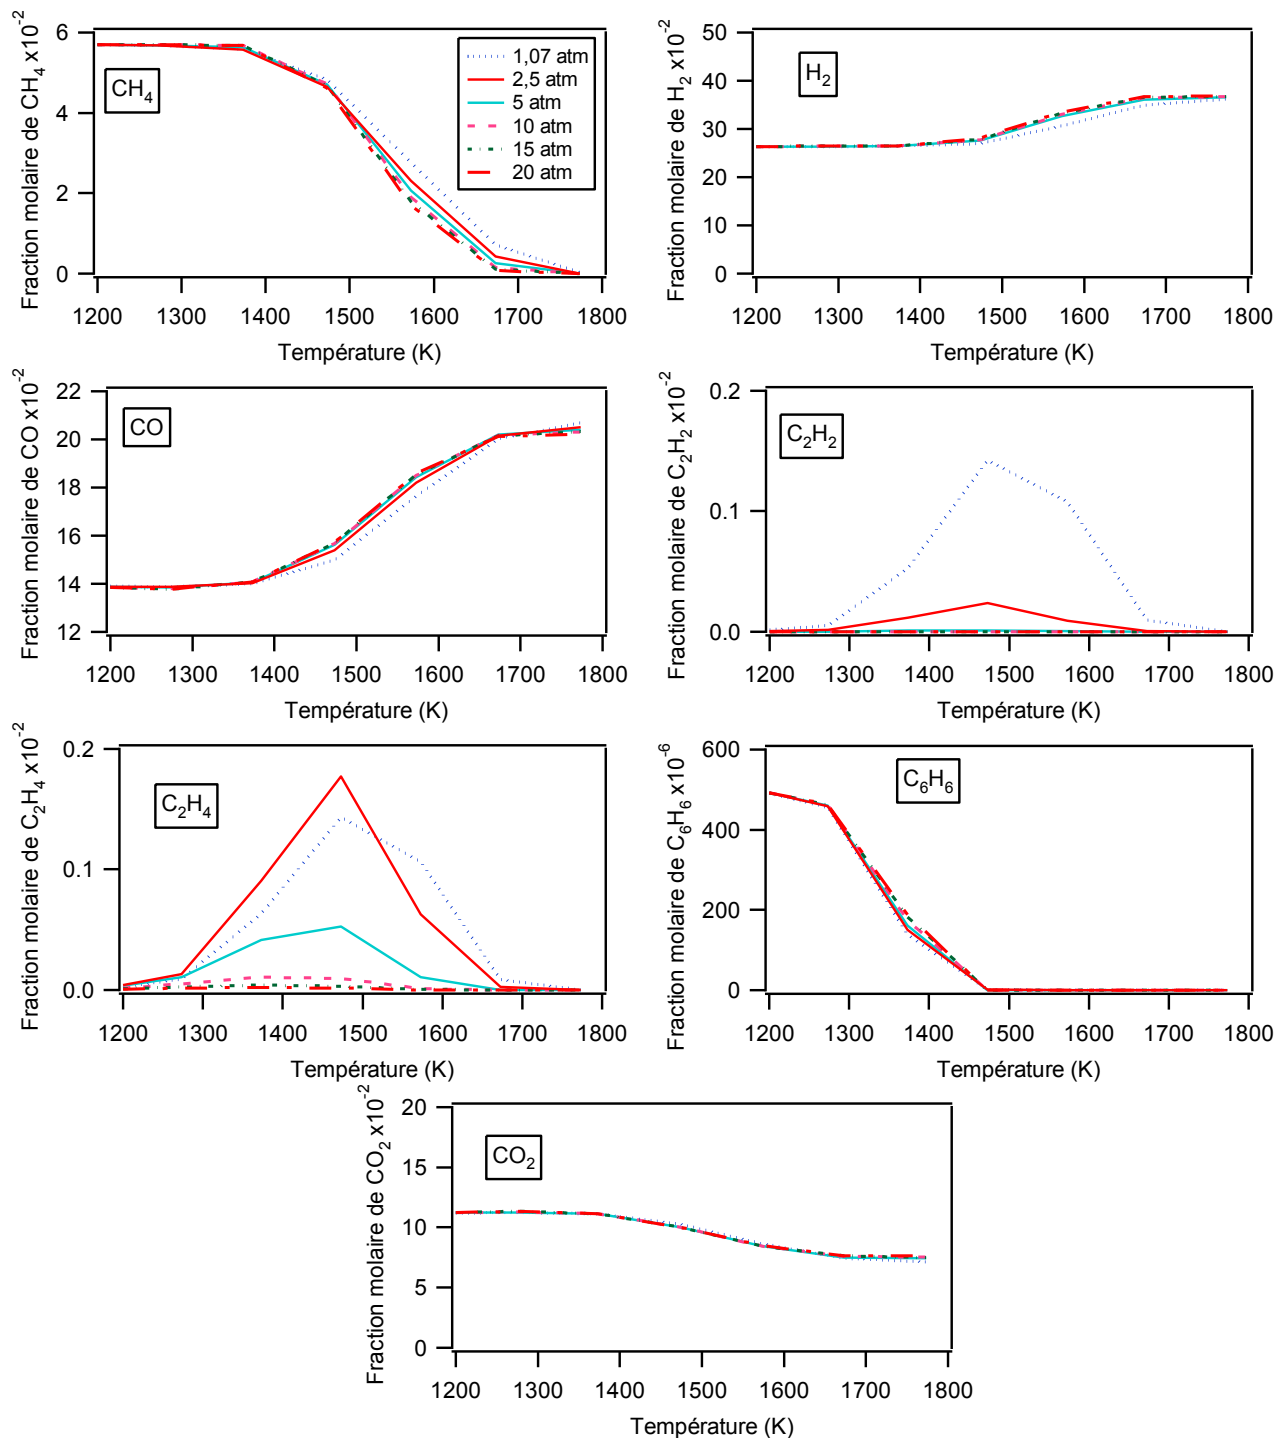 Fraction molaire de CH4 x10-2
6
4
2
0
CH4
1,07 atm
2,5 atm
5 atm
10 atm
15 atm
20 atm
1200 1300 1400 1500 1600 1700 1800
Température (K)
Fraction molaire de H2 x10-2
50
40
30
20
10
0
H2
1200 1300 1400 1500 1600 1700 1800
Température (K)
Fraction molaire de CO x10-2
22
20
18
16
14
12
CO
1200 1300 1400 1500 1600 1700 1800
Température (K)
Fraction molaire de C2H2 x10-2
0.2
0.1
0.0
C2H2
1200 1300 1400 1500 1600 1700 1800
Température (K)
Fraction molaire de C2H4 x10-2
0.2
0.1
0.0
C2H4
1200 1300 1400 1500 1600 1700 1800
Température (K)
Fraction molaire de C6H6 x10-6
600
400
200
0
C6H6
1200 1300 1400 1500 1600 1700 1800
Température (K)
Fraction molaire de CO2 x10-2
20
15
10
5
0
CO2
1200 1300 1400 1500 1600 1700 1800
Température (K)